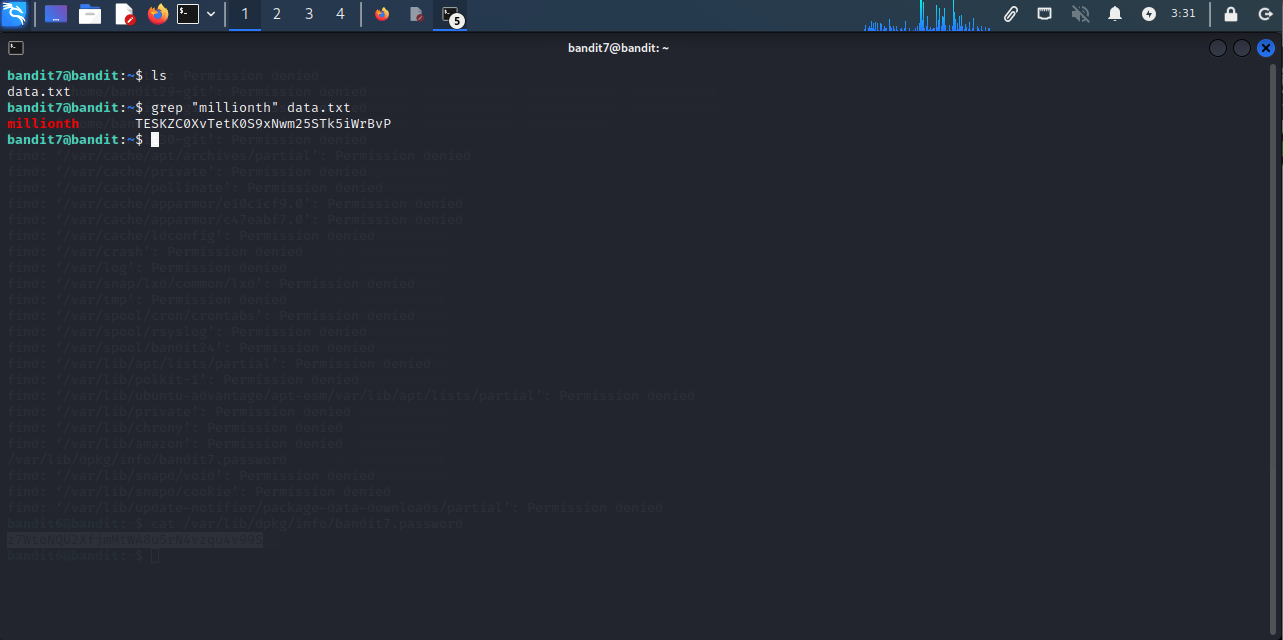 1 2 3 4 5 3:31
bandit7@bandit: ~
bandit7@bandit:~$ ls
data.txt
bandit7@bandit:~$ grep "millionth" data.txt
millionth TESKZC0XvTetK0S9xNwm25STk5iWrBvP
bandit7@bandit:~$
find: ‘/var/cache/apt/archives/partial’: Permission denied
find: ‘/var/cache/private’: Permission denied
find: ‘/var/cache/pollinate’: Permission denied
find: ‘/var/cache/apparmor/e10c1cf9.0’: Permission denied
find: ‘/var/cache/apparmor/c47eabf7.0’: Permission denied
find: ‘/var/cache/ldconfig’: Permission denied
find: ‘/var/crash’: Permission denied
find: ‘/var/log’: Permission denied
find: ‘/var/snap/lxd/common/lxd’: Permission denied
find: ‘/var/tmp’: Permission denied
find: ‘/var/spool/cron/crontabs’: Permission denied
find: ‘/var/spool/rsyslog’: Permission denied
find: ‘/var/spool/bandit24’: Permission denied
find: ‘/var/lib/apt/lists/partial’: Permission denied
find: ‘/var/lib/polkit-1’: Permission denied
find: ‘/var/lib/ubuntu-advantage/apt-esm/var/lib/apt/lists/partial’: Permission denied
find: ‘/var/lib/private’: Permission denied
find: ‘/var/lib/chrony’: Permission denied
find: ‘/var/lib/amazon’: Permission denied
/var/lib/dpkg/info/bandit7.password
find: ‘/var/lib/snapd/void’: Permission denied
find: ‘/var/lib/snapd/cookie’: Permission denied
find: ‘/var/lib/update-notifier/package-data-downloads/partial’: Permission denied
bandit6@bandit:~$ cat /var/lib/dpkg/info/bandit7.password
bandit6@bandit:~$